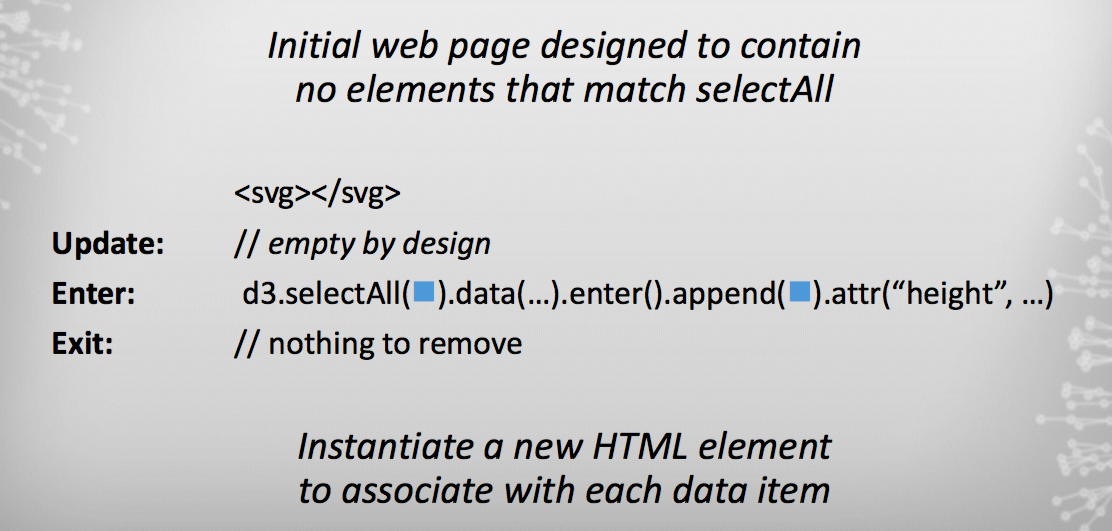 Initial web page designed to contain
no elements that match selectAll
<svg></svg>
Update: // empty by design
Enter: d3.selectAll(■).data(…).enter().append(■).attr(“height”, …)
Exit: // nothing to remove
Instantiate a new HTML element
to associate with each data item